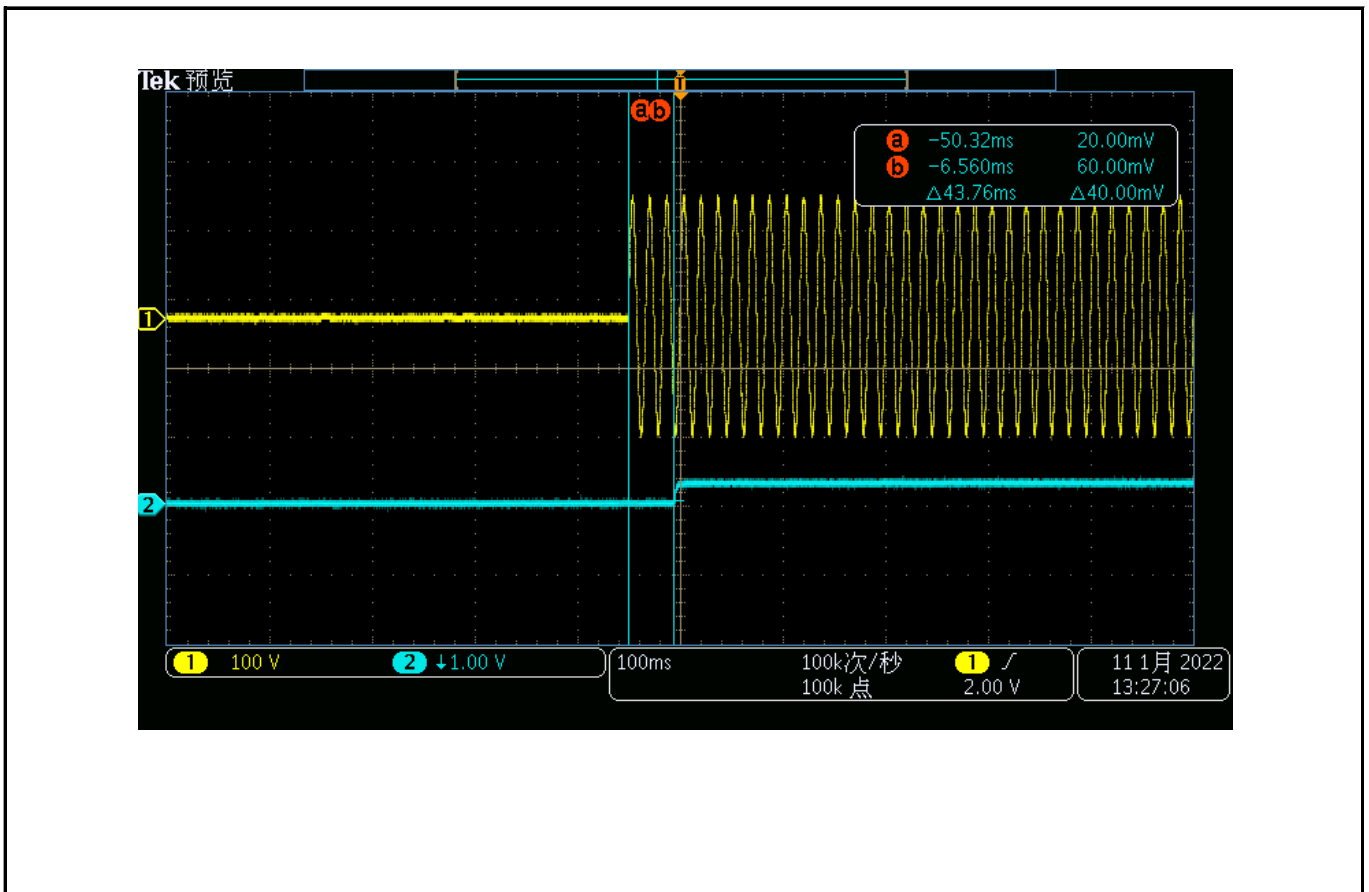 Tek 预览
T
a b
a -50.32ms 20.00mV
b -6.560ms 60.00mV
△43.76ms △40.00mV
1
2
1 100 V 2 ↓1.00 V
100ms 100k次/秒 1 ∫ 11 1月 2022
100k 点 2.00 V 13:27:06